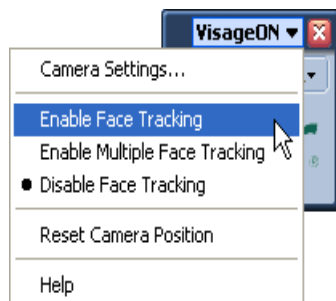 VisageON
Camera Settings...
Enable Face Tracking
Enable Multiple Face Tracking
Disable Face Tracking
Reset Camera Position
Help